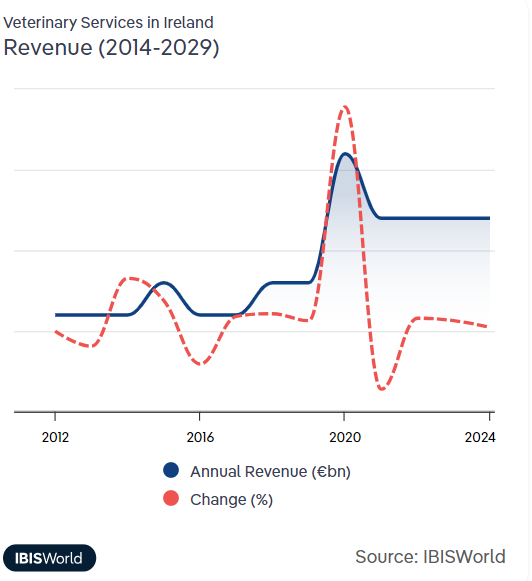 Veterinary Services in Ireland
Revenue (2014-2029)
2012 2016 2020 2024
Annual Revenue (€bn)
Change (%)
IBISWorld Source: IBISWorld